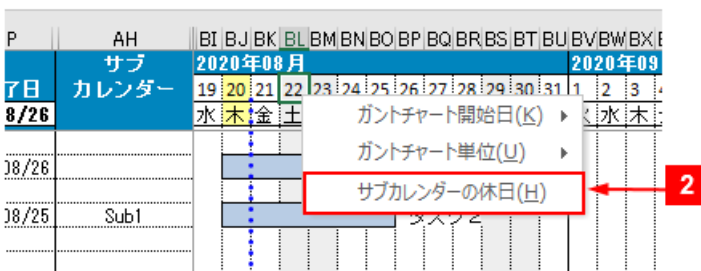 P AH BI BJ BK BL BM BN BO BP BQ BR BS BT BU BV BW BX
サブ 2020年08月 2020年09
了日 カレンダー 19 20 21 22 23 24 25 26 27 28 29 30 31 1 2 3
8/26 水 木 金 土 水 木
ガントチャート開始日(K)
ガントチャート単位(U)
サブカレンダーの休日(H)
2
08/26
08/25 Sub1 タスク2